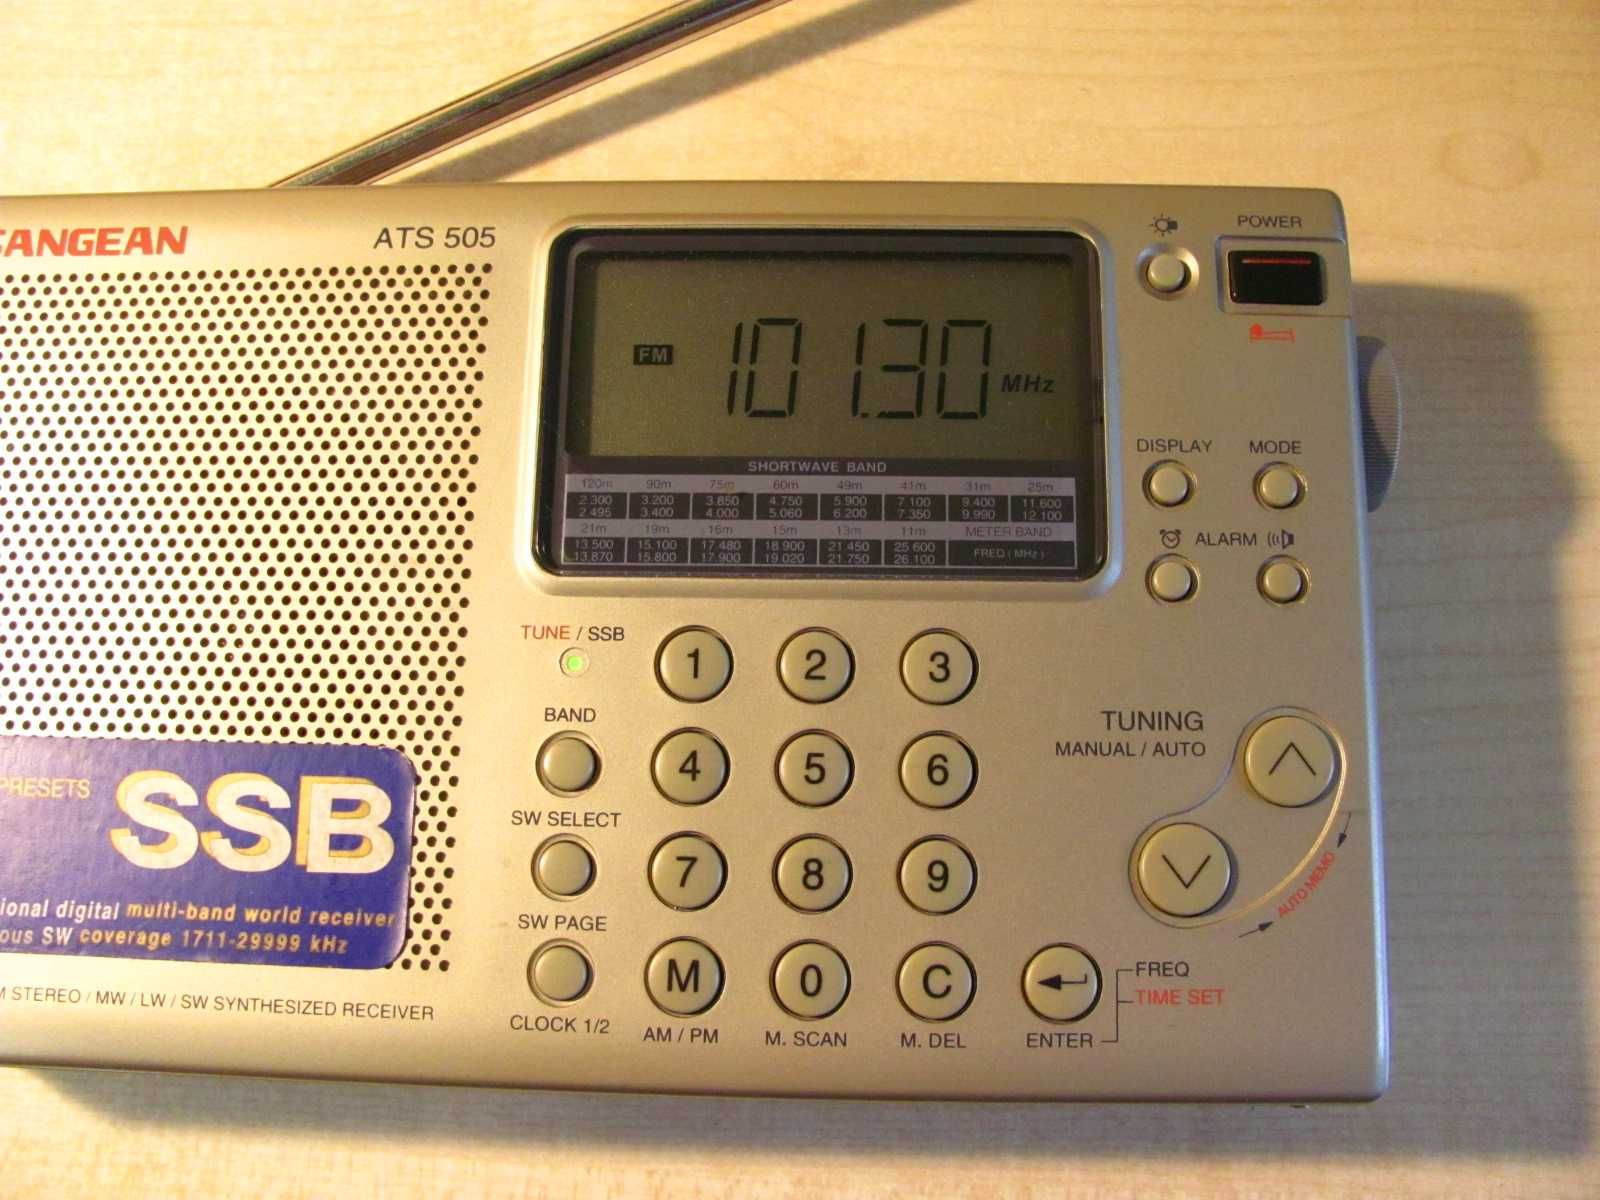 SANGEAN
ATS 505
POWER
FM 101.30 MHz
SHORTWAVE BAND
120m 90m 75m 60m 49m 41m 31m 25m
2.300 3.200 3.850 4.750 5.900 7.100 9.400 11.600
2.495 3.400 4.000 5.060 6.200 7.350 9.990 12.100
21m 19m 16m 15m 13m 11m METER BAND
13.500 15.100 17.480 18.900 21.450 25.600 FREQ (MHz)
13.870 15.800 17.900 19.020 21.750 26.100
DISPLAY MODE
ALARM
TUNE / SSB
1 2 3
BAND
4 5 6
SW SELECT
7 8 9
SW PAGE
M 0 C
CLOCK 1/2
AM / PM M. SCAN M. DEL ENTER
FREQ
TIME SET
TUNING
MANUAL / AUTO
AUTO MEMO
PRESETS
SSB
ional digital multi-band world receiver
ous SW coverage 1711-29999 kHz
M STEREO / MW / LW / SW SYNTHESIZED RECEIVER